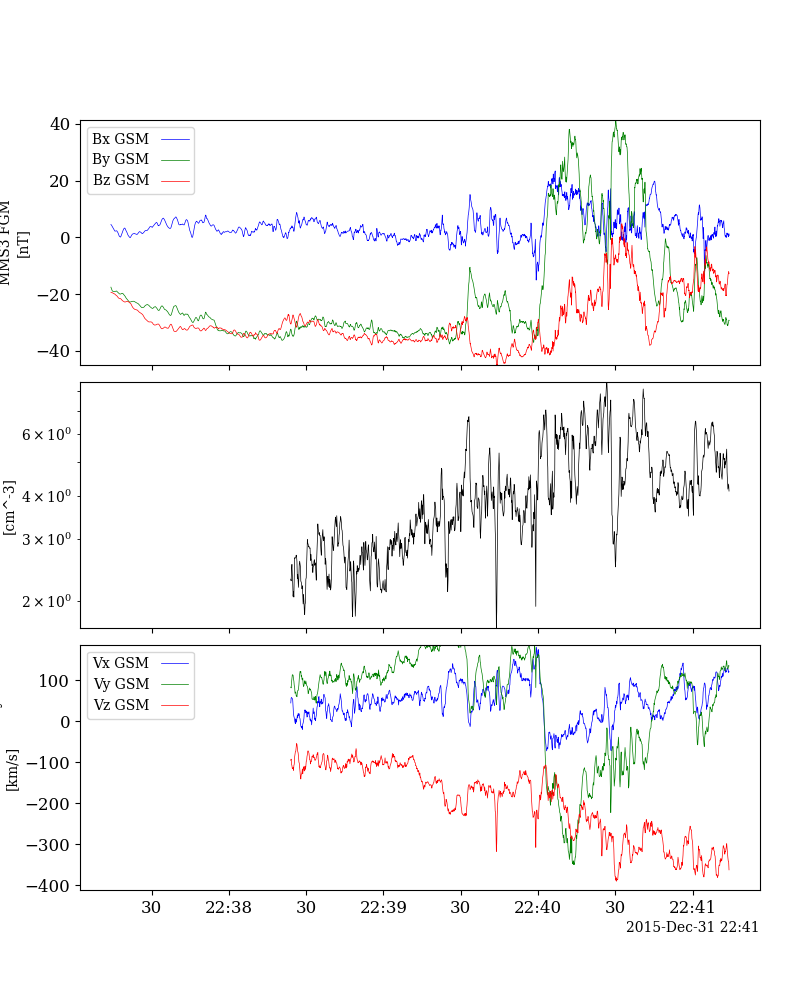 40
20
0
−20
−40
MMS3 FGM
[nT]
Bx GSM
By GSM
Bz GSM
6 × 10⁰
4 × 10⁰
3 × 10⁰
2 × 10⁰
[cm^-3]
100
0
−100
−200
−300
−400
[km/s]
Vx GSM
Vy GSM
Vz GSM
30 22:38 30 22:39 30 22:40 30 22:41
2015-Dec-31 22:41